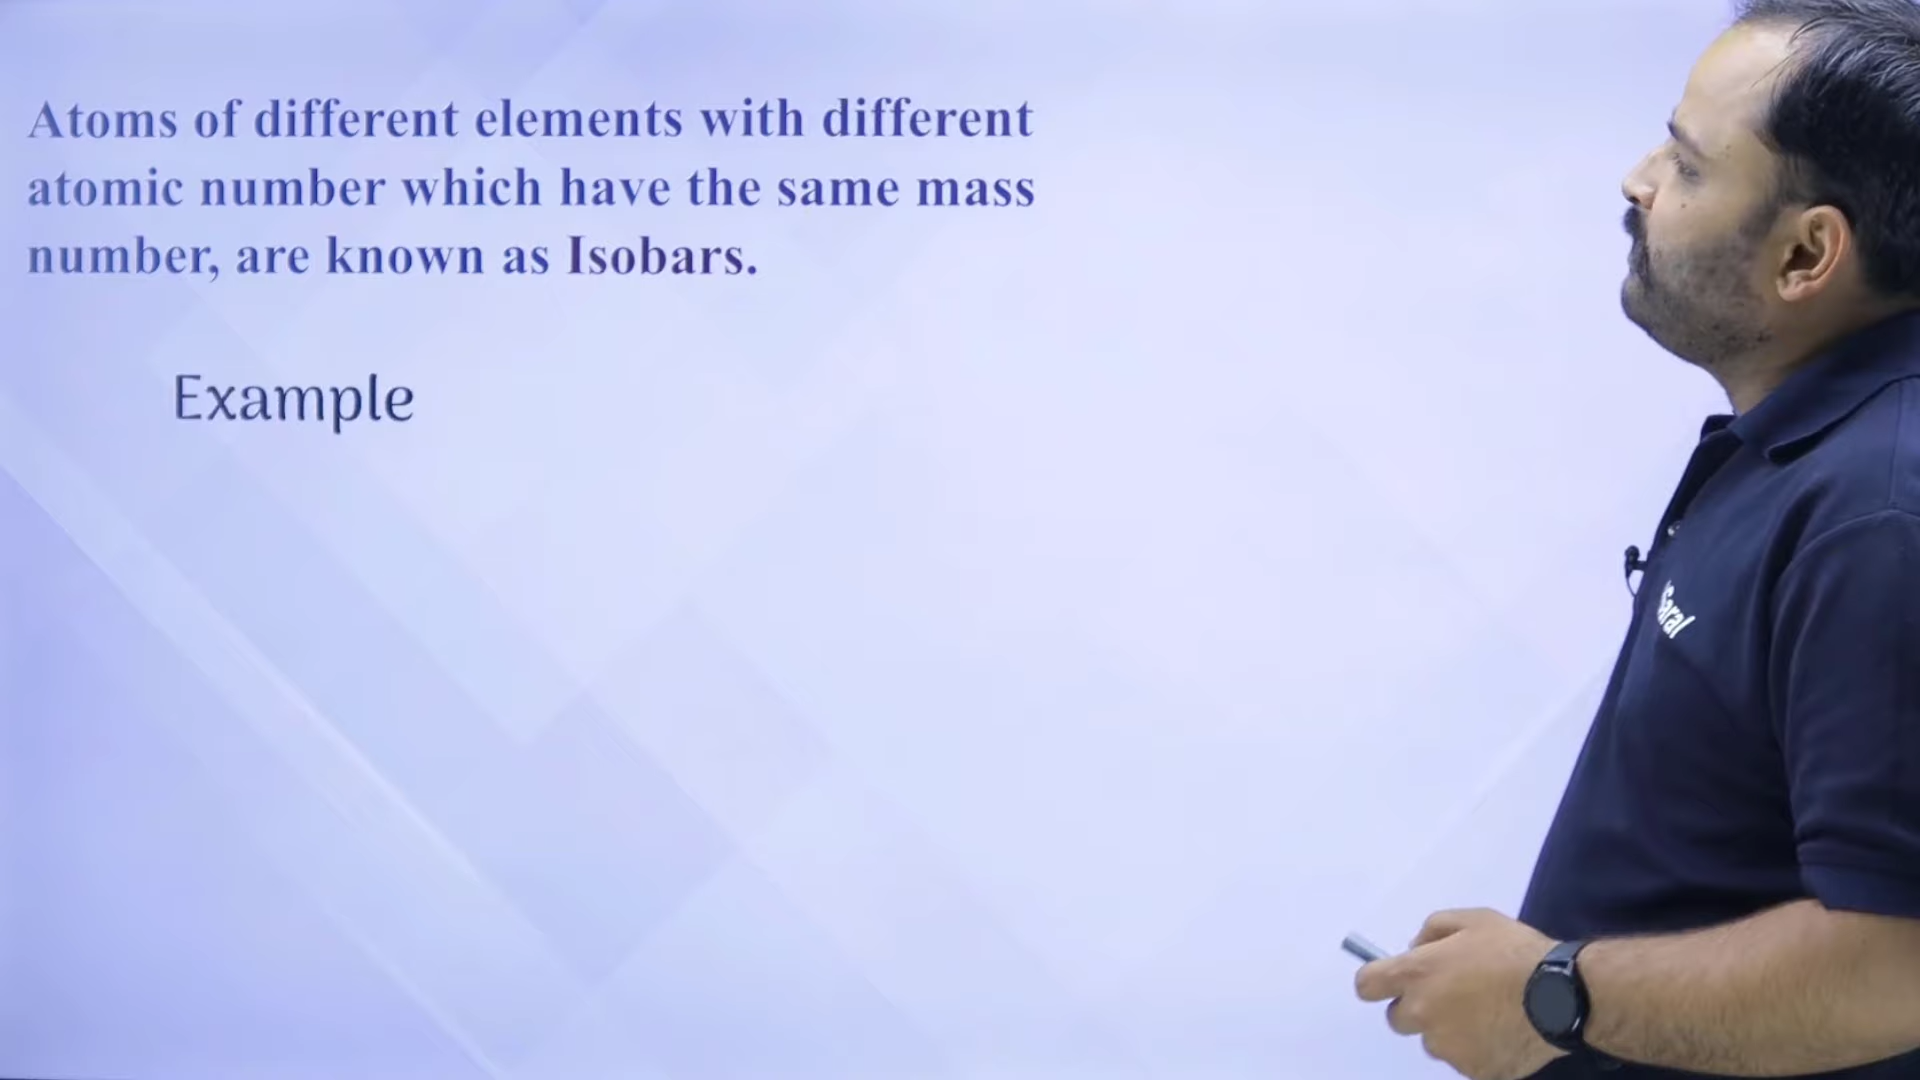 Atoms of different elements with different
atomic number which have the same mass
number, are known as Isobars.
Example
Saral